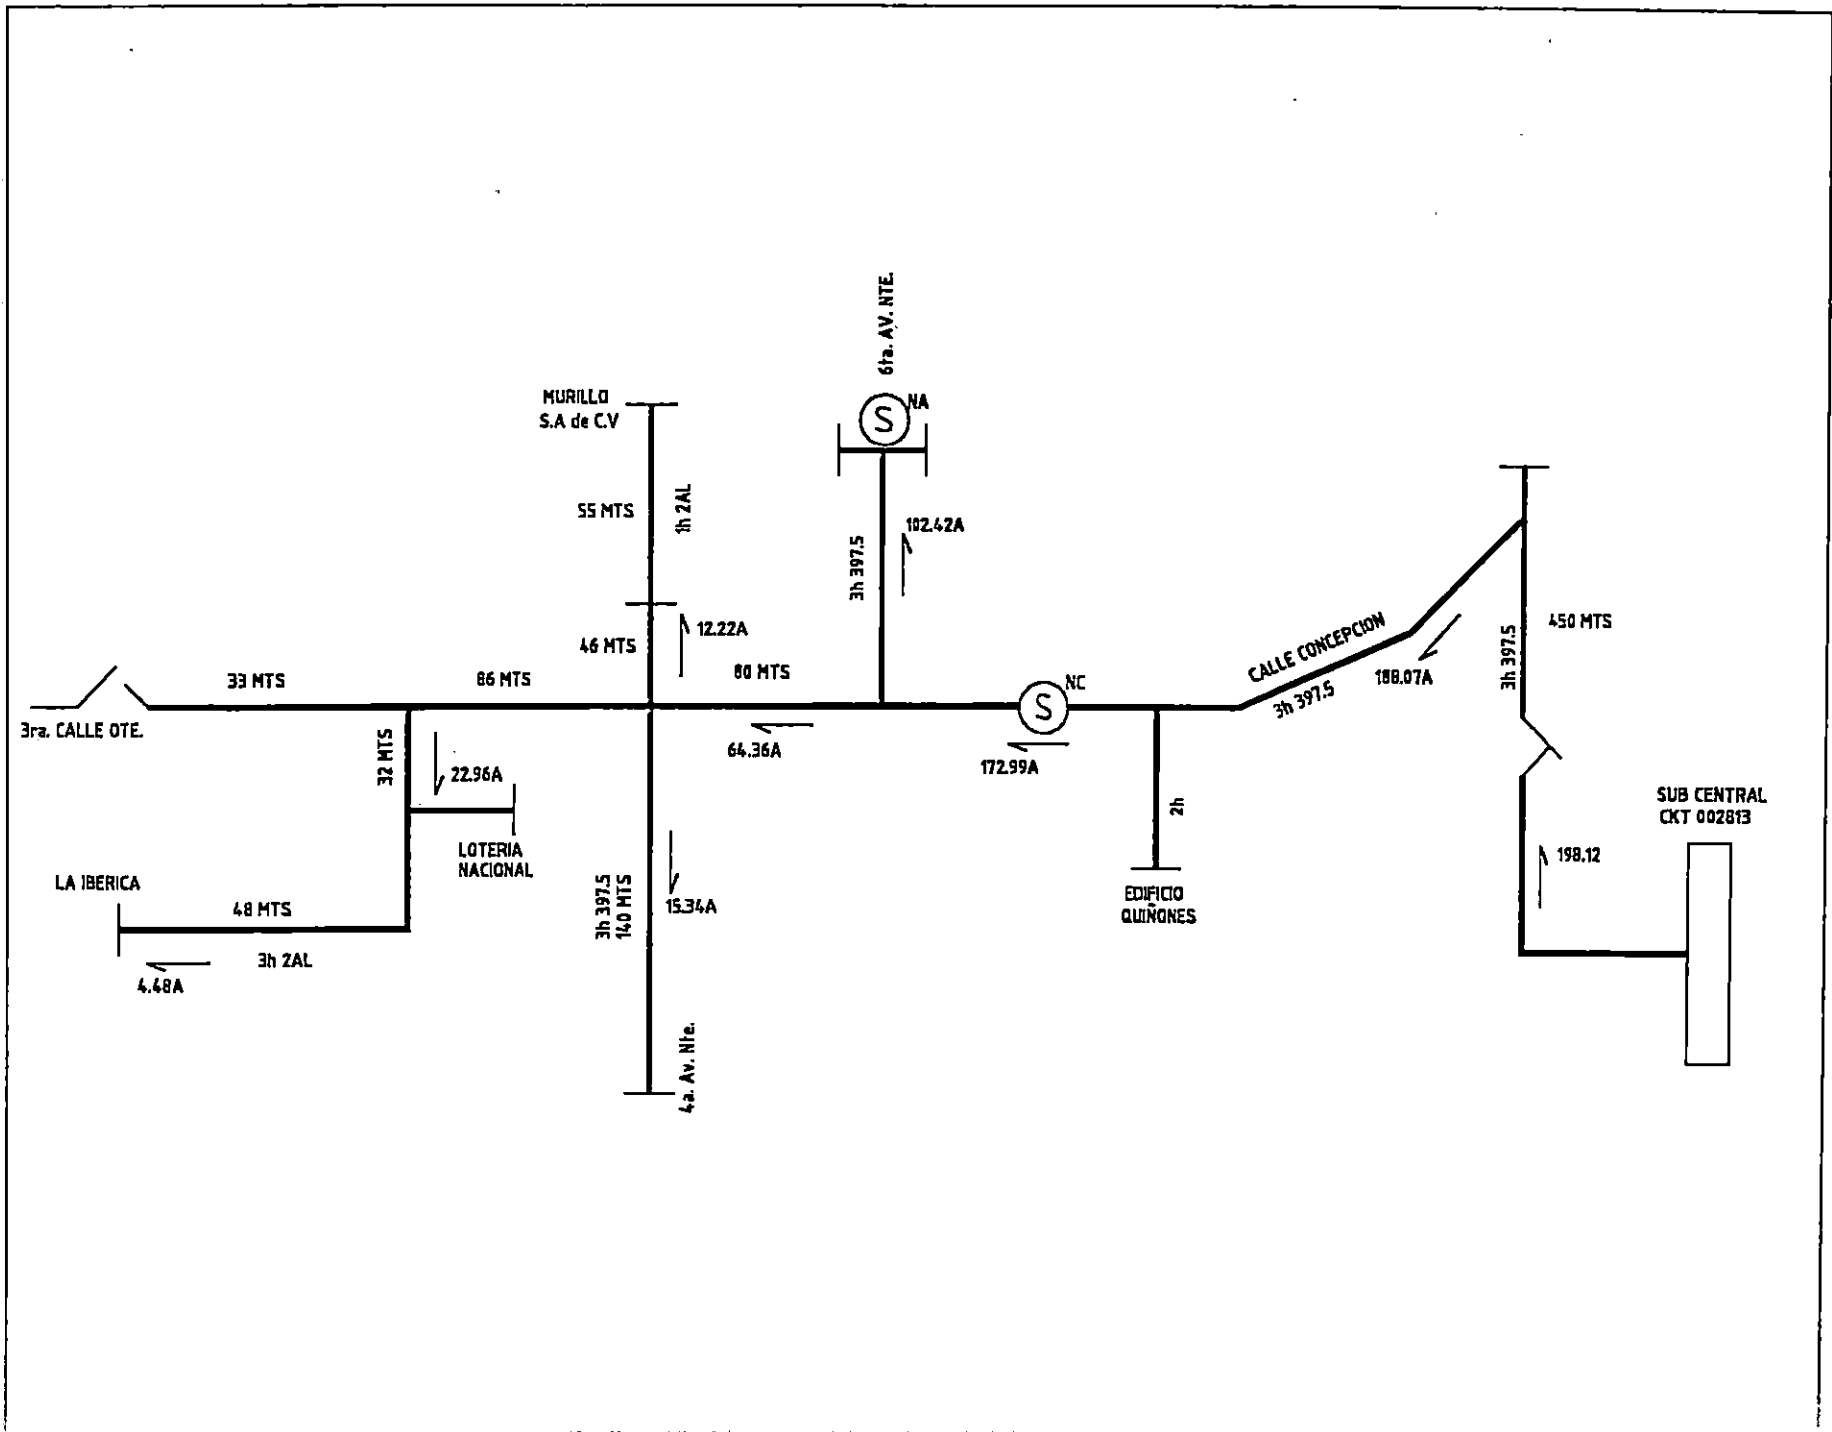 6ta. AV. NTE.
NA
MURILLO
S.A de C.V
55 MTS
1h 2AL
3h 397.5
102.42A
46 MTS
12.22A
33 MTS
86 MTS
80 MTS
3ra. CALLE OTE.
32 MTS
22.96A
LOTERIA
NACIONAL
LA IBERICA
48 MTS
3h 2AL
4.48A
3h 397.5
140 MTS
15.34A
4a. Av. Nte.
64.36A
S
S
NC
172.99A
2h
EDIFICIO
QUIÑONES
CALLE CONCEPCION
3h 397.5
188.07A
3h 397.5
450 MTS
198.12
SUB CENTRAL
CKT 002813